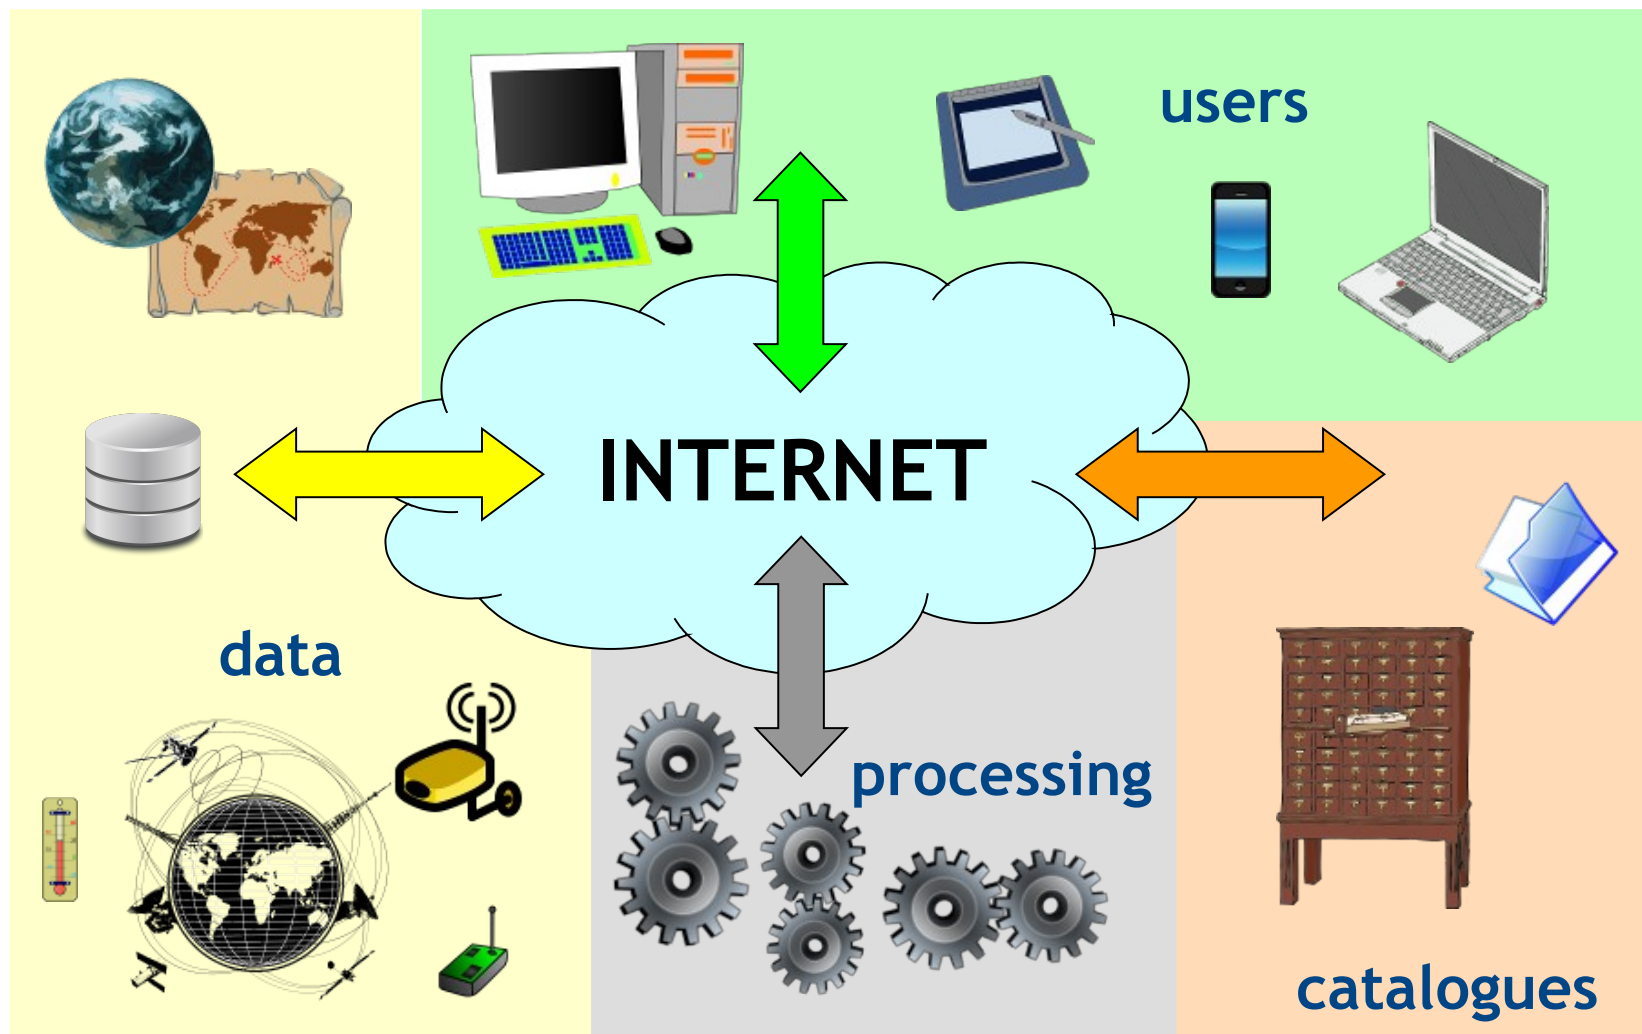 users
INTERNET
data
processing
catalogues